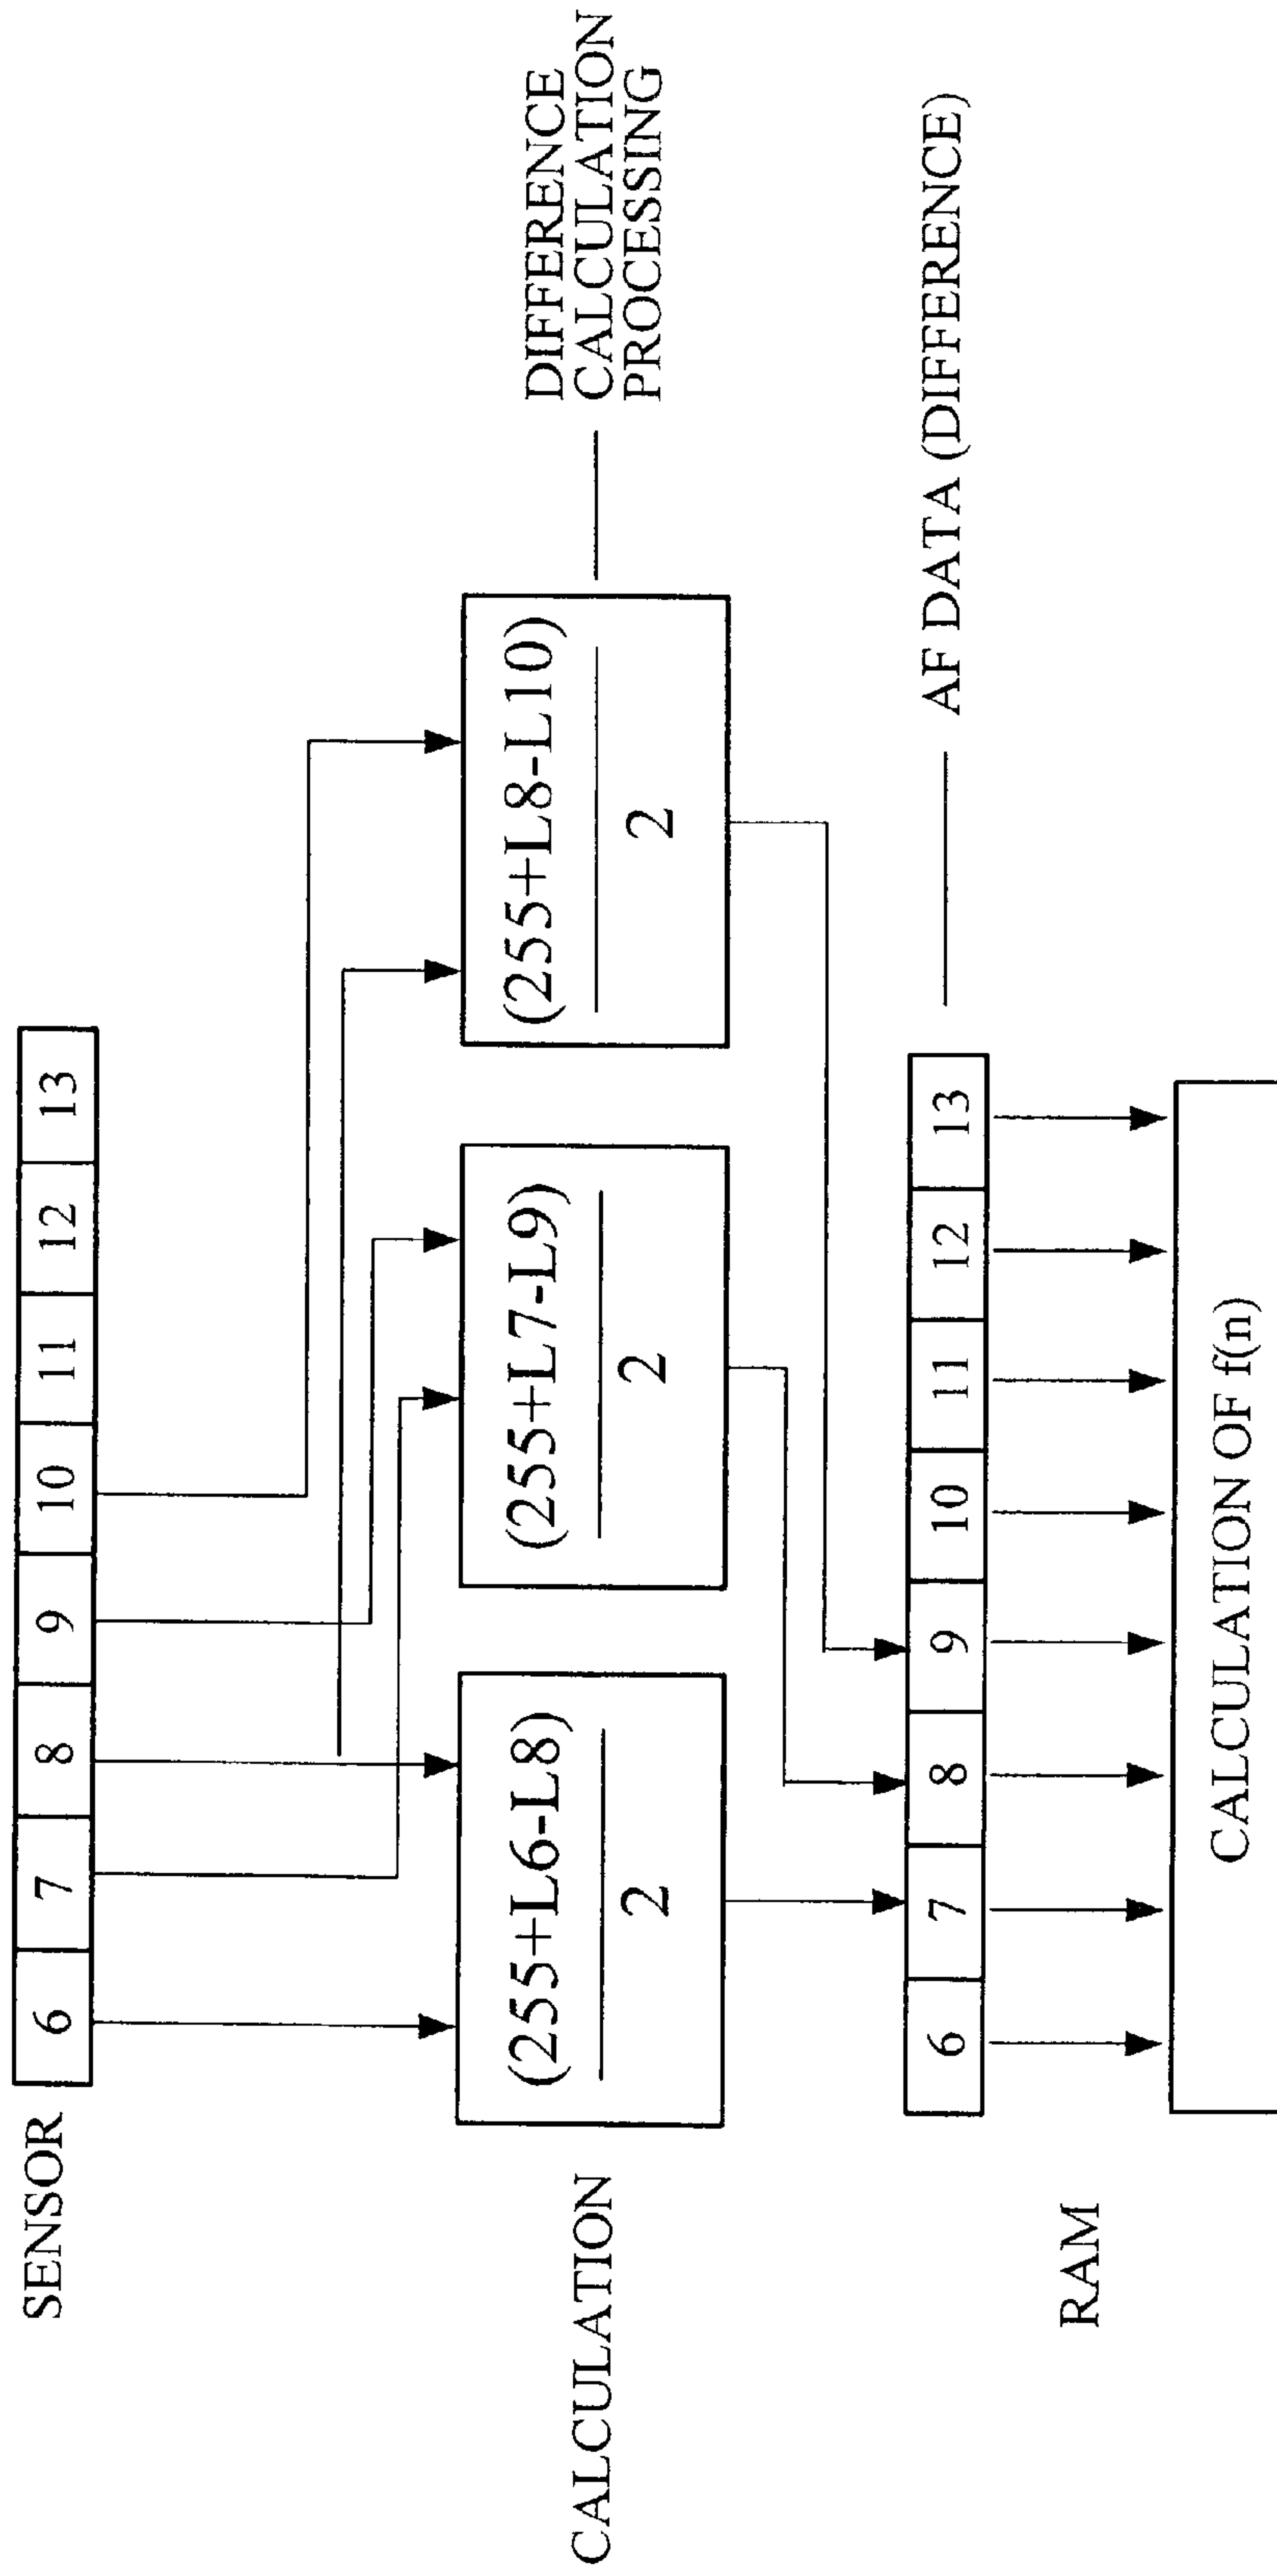 SENSOR
6 7 8 9 10 11 12 13
CALCULATION
(255+L6-L8)
2
(255+L7-L9)
2
(255+L8-L10)
2
DIFFERENCE
CALCULATION
PROCESSING
RAM
6 7 8 9 10 11 12 13
AF DATA (DIFFERENCE)
CALCULATION OF f(n)